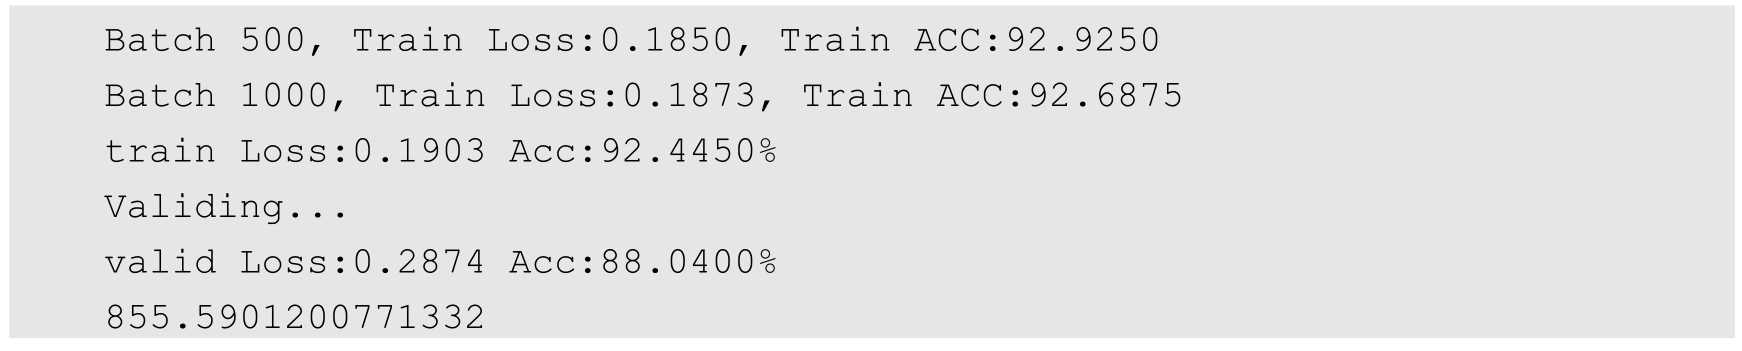 Batch 500, Train Loss:0.1850, Train ACC:92.9250
Batch 1000, Train Loss:0.1873, Train ACC:92.6875
train Loss:0.1903 Acc:92.4450%
Validing...
valid Loss:0.2874 Acc:88.0400%
855.5901200771332